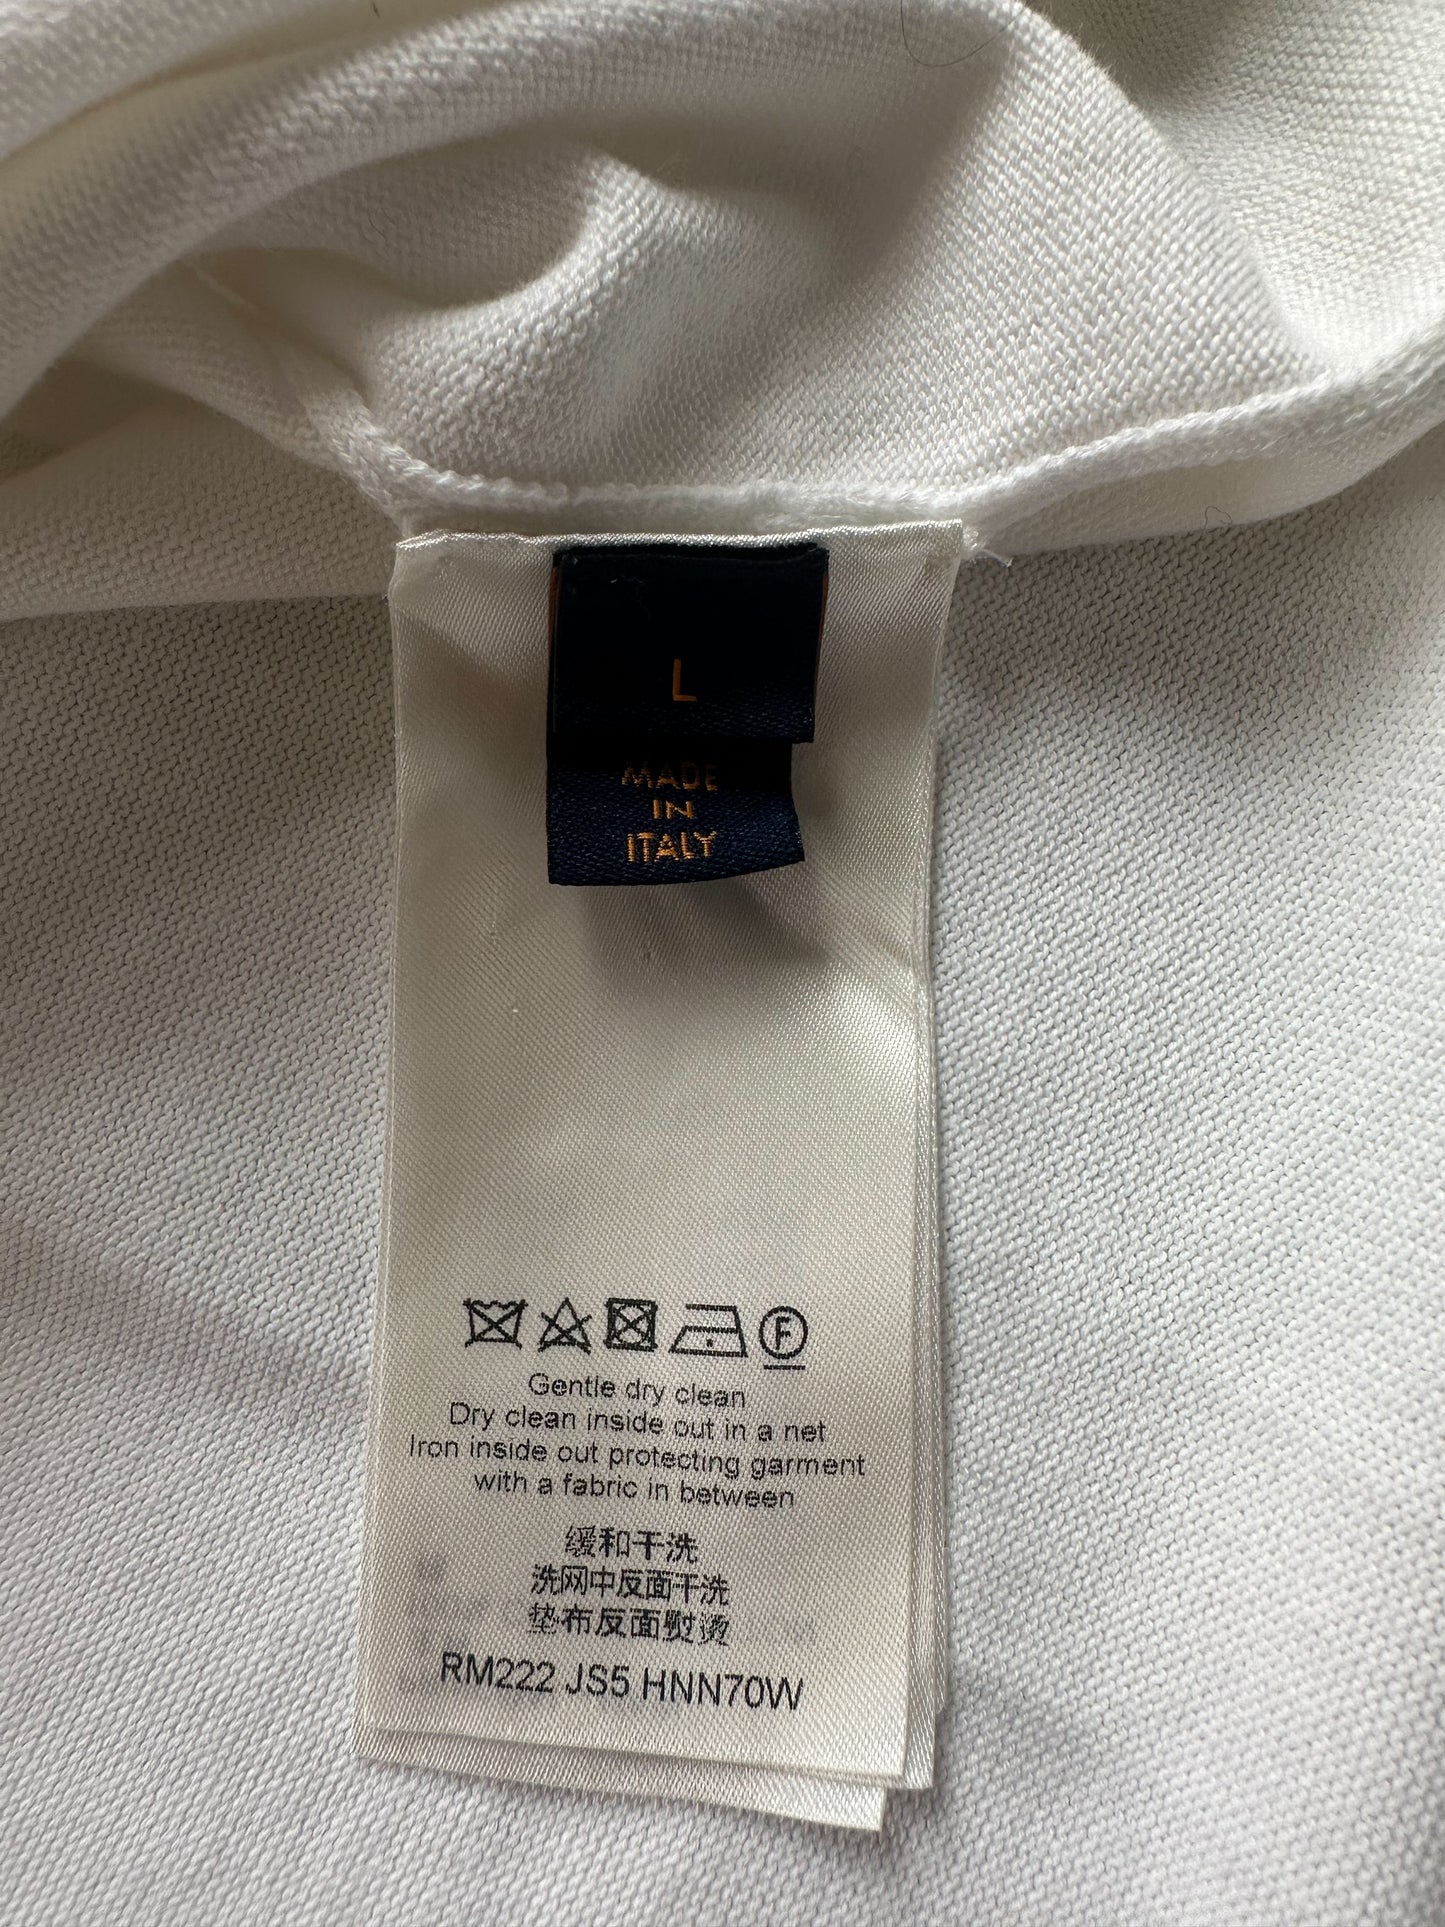 L
MADE
IN
ITALY
F
Gentle dry clean
Dry clean inside out in a net
Iron inside out protecting garment
with a fabric in between
缓和干洗
洗网中反面干洗
垫布反面熨烫
RM222 JS5 HNN70W